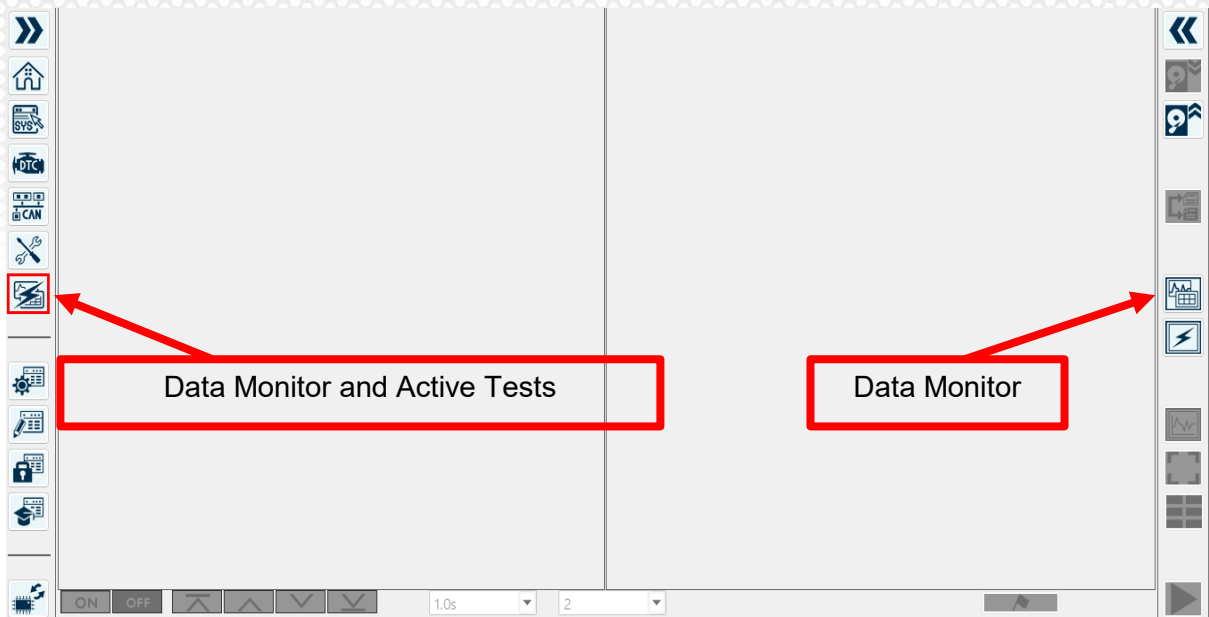 SYS
DTC
CAN
Data Monitor and Active Tests
Data Monitor
ON OFF 1.0s 2